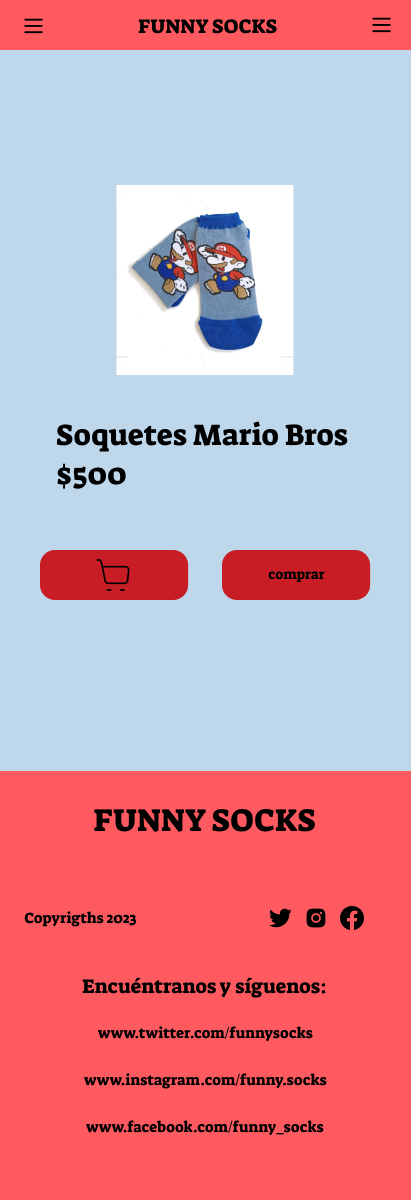 FUNNY SOCKS
Soquetes Mario Bros
$500
comprar
FUNNY SOCKS
Copyrigths 2023
Encuéntranos y síguenos:
www.twitter.com/funnysocks
www.instagram.com/funny.socks
www.facebook.com/funny_socks